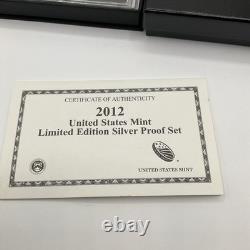 CERTIFICATE OF AUTHENTICITY
2012
United States Mint
Limited Edition Silver Proof Set
UNITED STATES MINT